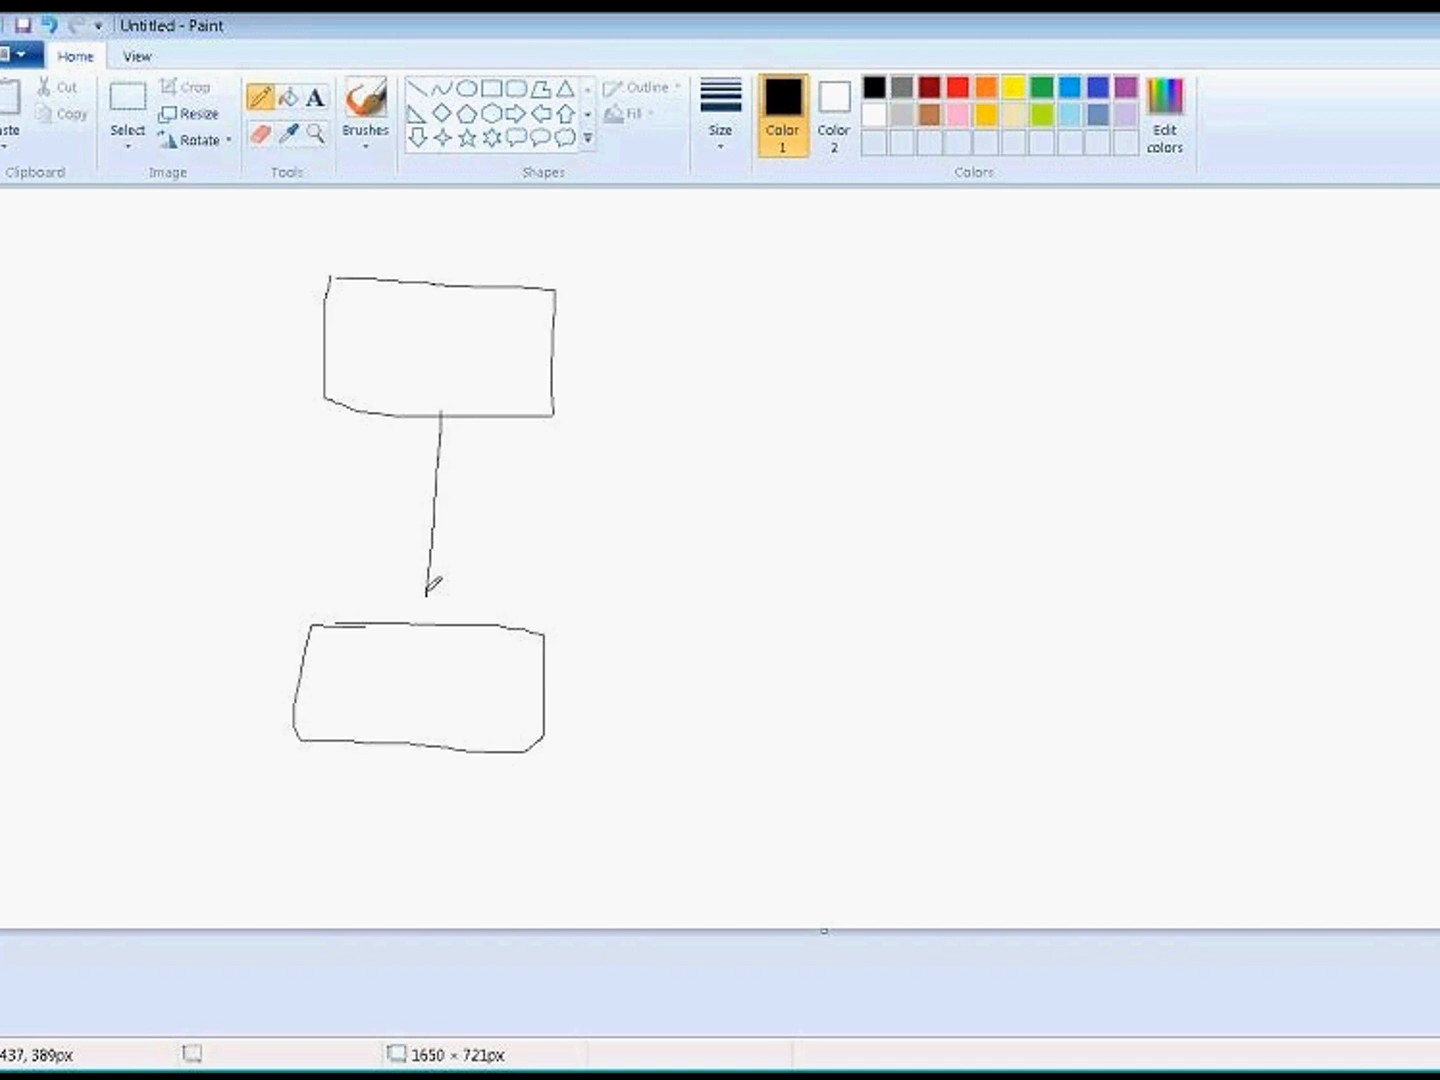 Untitled - Paint
Home View
Cut
Copy
Clipboard
Select
Crop
Resize
Rotate
Image
A
Tools
Brushes
Shapes
Outline
Fill
Size
Color 1
Color 2
Colors
Edit colors
437, 389px
1650 × 721px